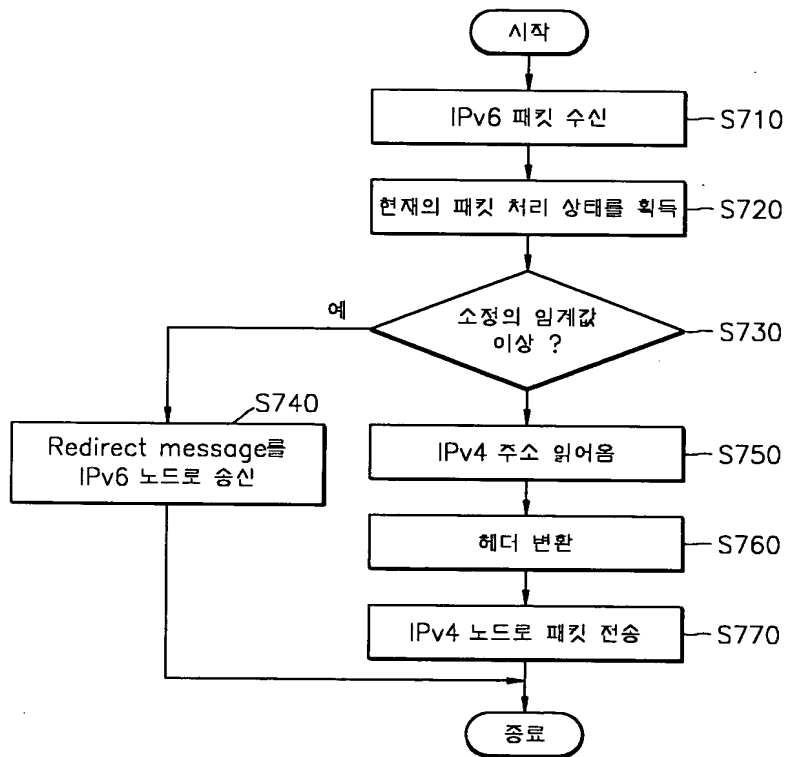 시작
IPv6 패킷 수신
S710
현재의 패킷 처리 상태를 획득
S720
예
소정의 임계값
이상 ?
S730
S740
Redirect message를
IPv6 노드로 송신
IPv4 주소 읽어옴
S750
헤더 변환
S760
IPv4 노드로 패킷 전송
S770
종료